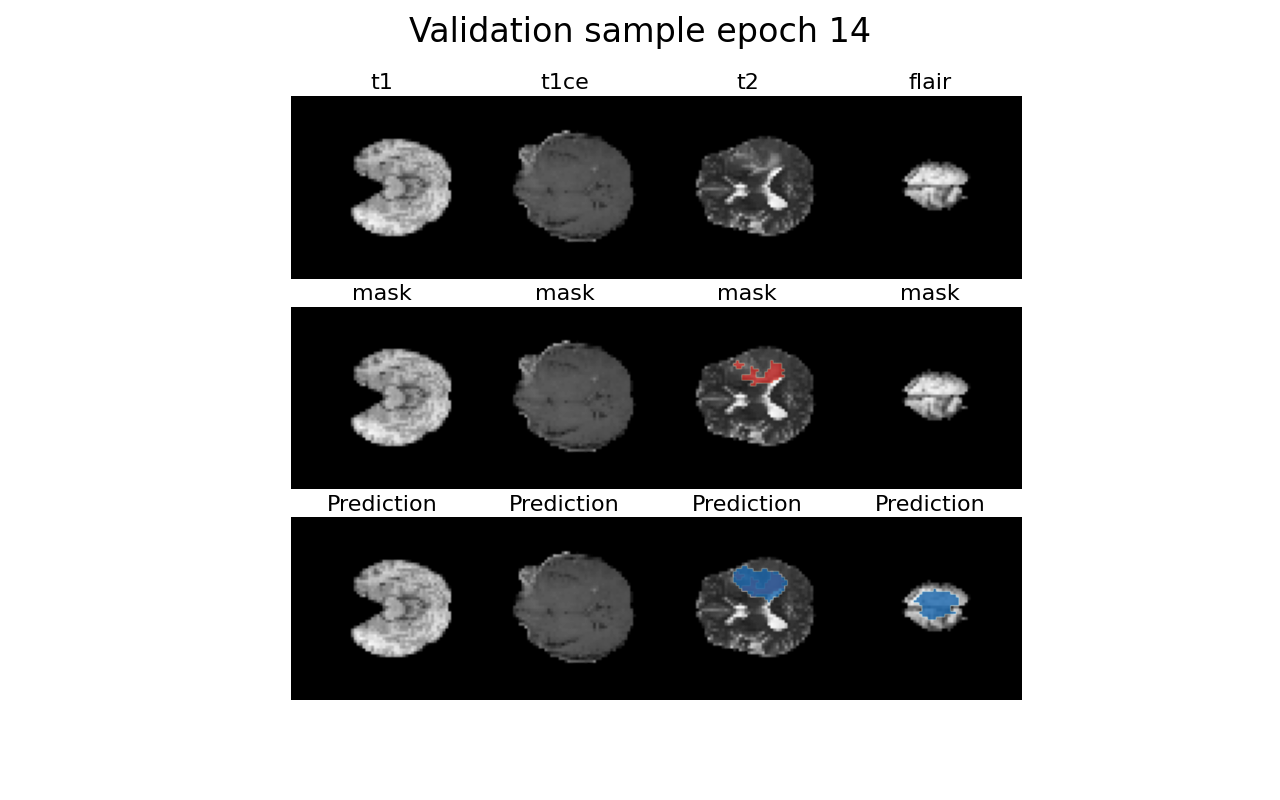 Validation sample epoch 14
t1 t1ce t2 flair
mask mask mask mask
Prediction Prediction Prediction Prediction